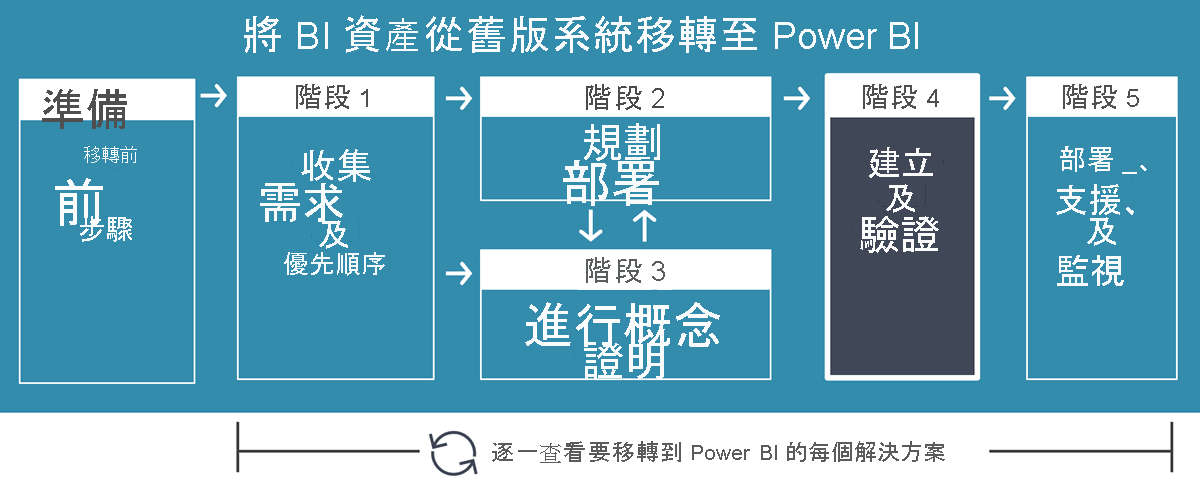 將 BI 資產從舊版系統移轉至 Power BI
準備
移轉前
前
步驟
階段 1
收集
需求
及
優先順序
階段 2
規劃
部署
階段 3
進行概念
證明
階段 4
建立
及
驗證
階段 5
部署 _、
支援、
及
監視
逐一查看要移轉到 Power BI 的每個解決方案